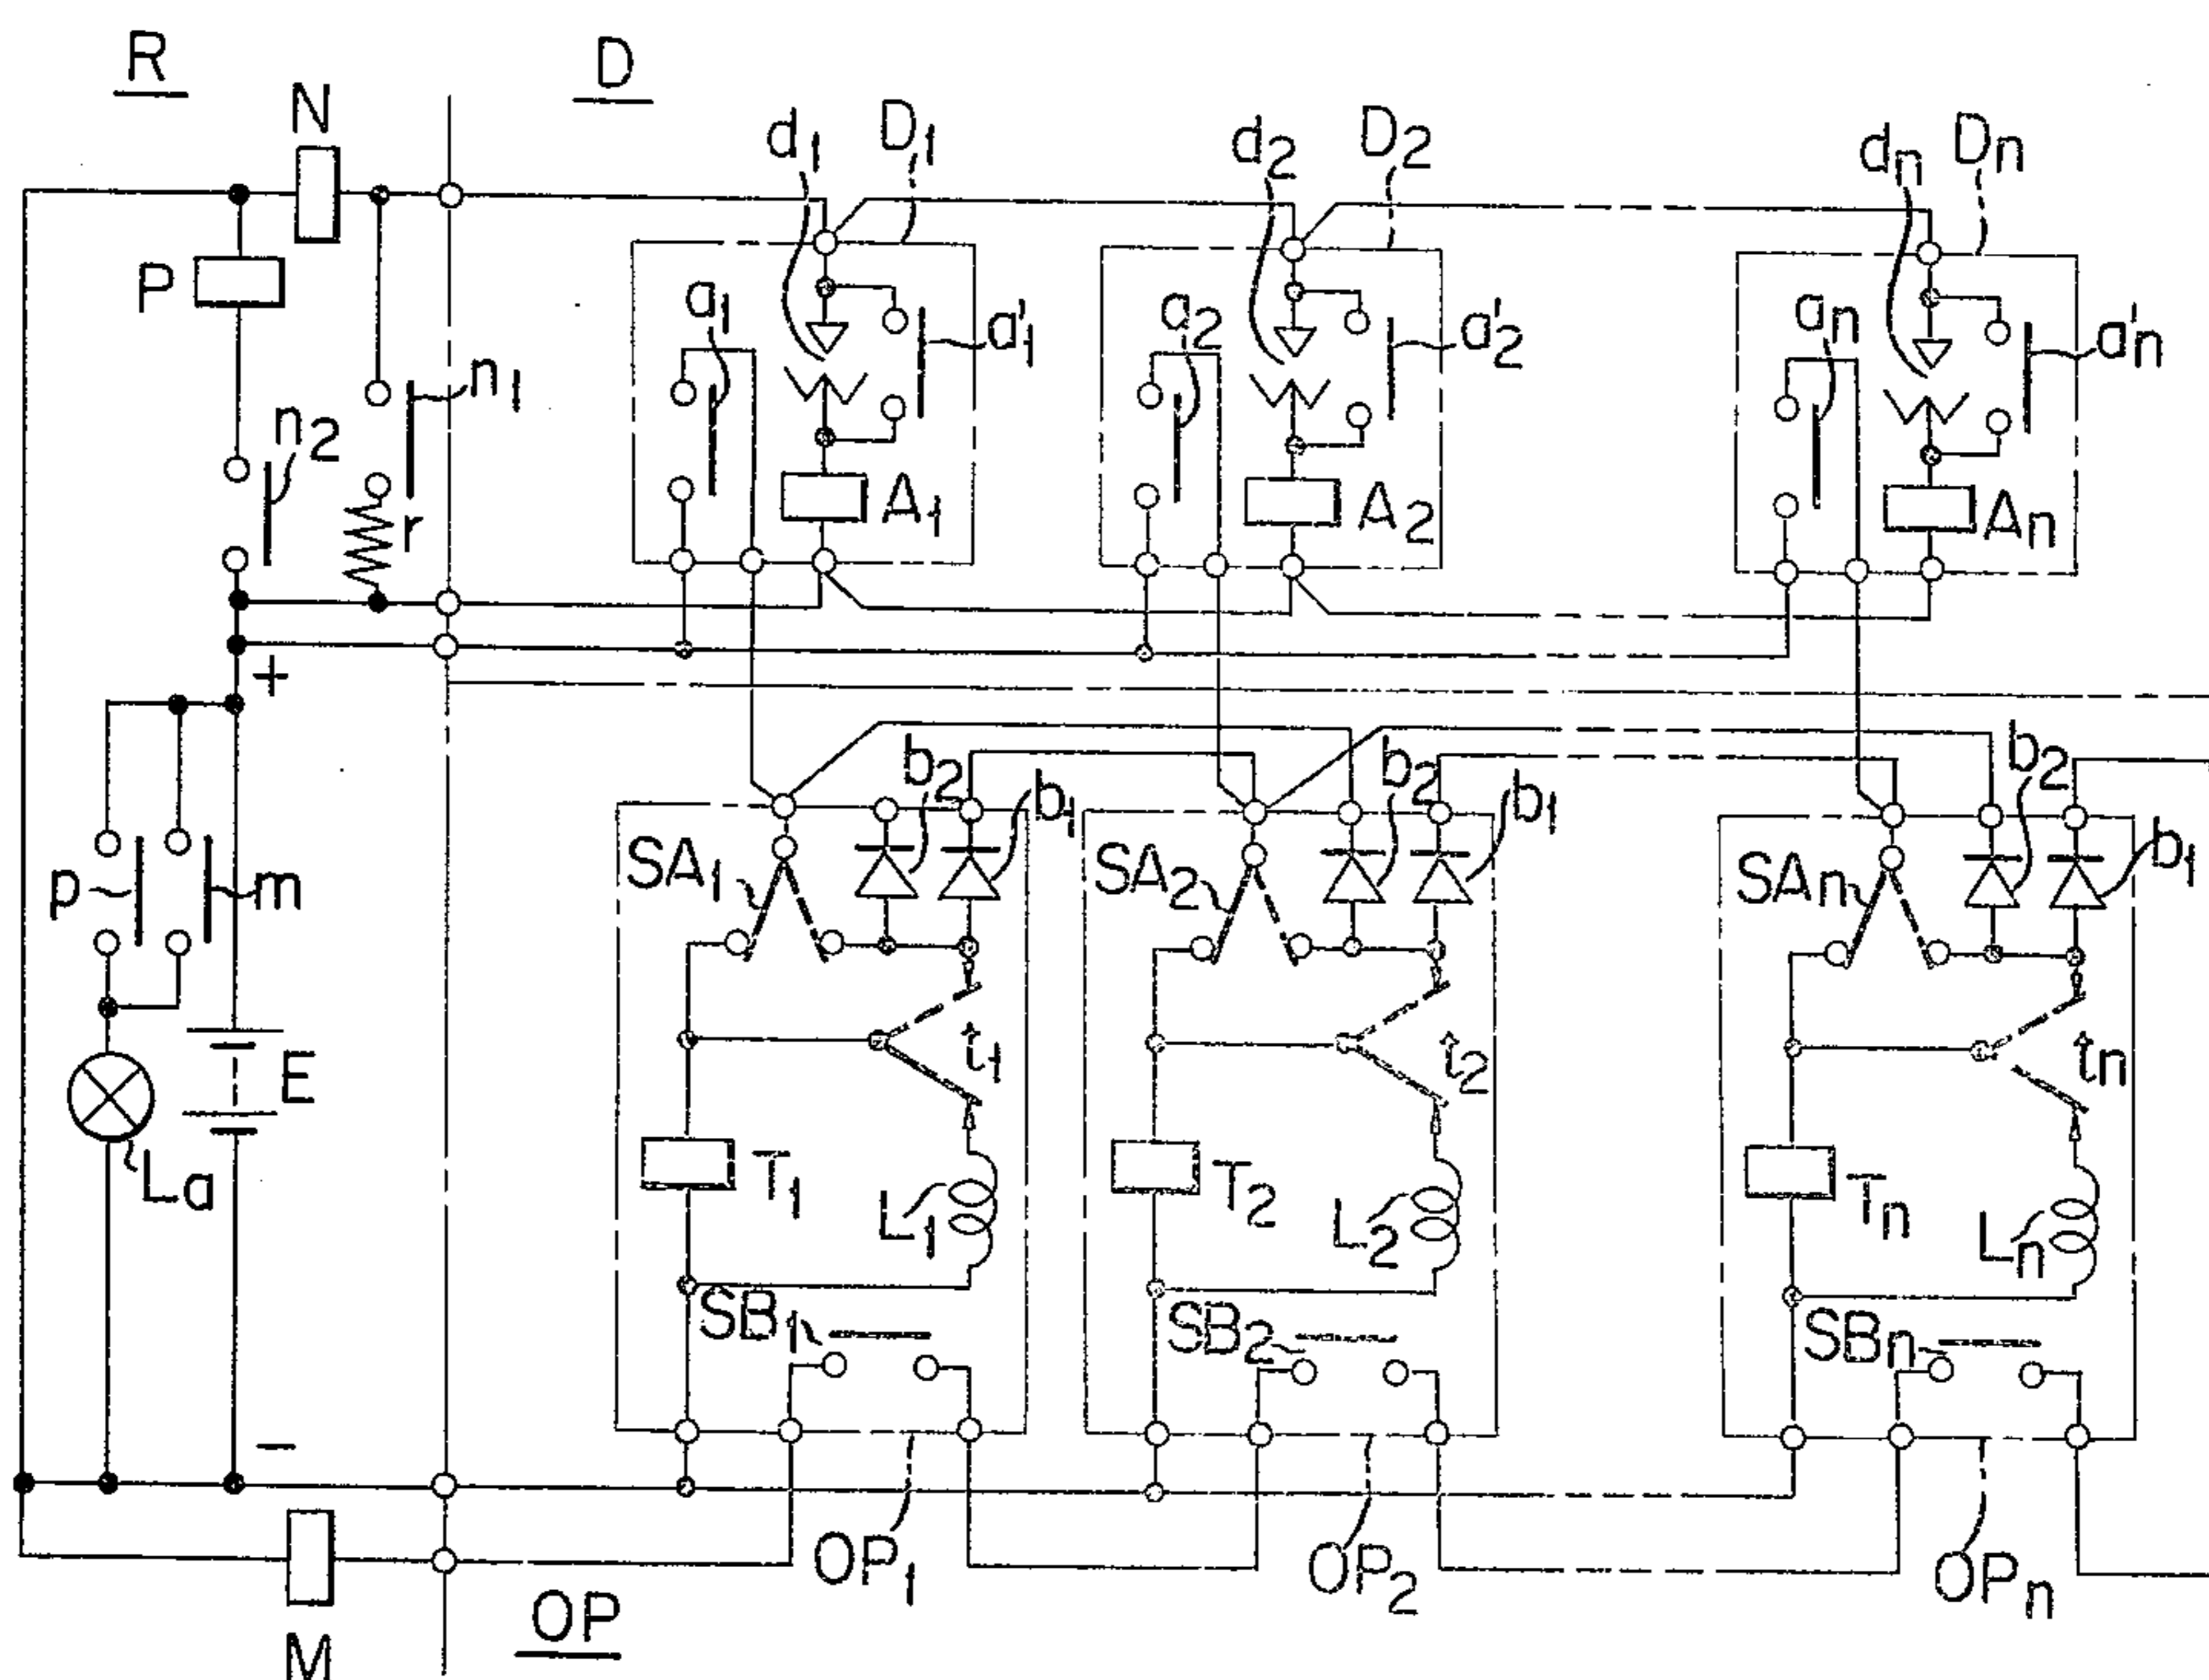 R
D
N
d1
D1
d2
D2
dn
Dn
P
a1
a'1
a2
a'2
an
a'n
n1
n2
r
A1
A2
An
+
b2
b1
b2
b1
b2
b1
SA1
SA2
SAn
p
m
t1
t2
tn
E
La
T1
L1
T2
L2
Tn
Ln
SB1
SB2
SBn
−
OP1
OP2
OPn
OP
M